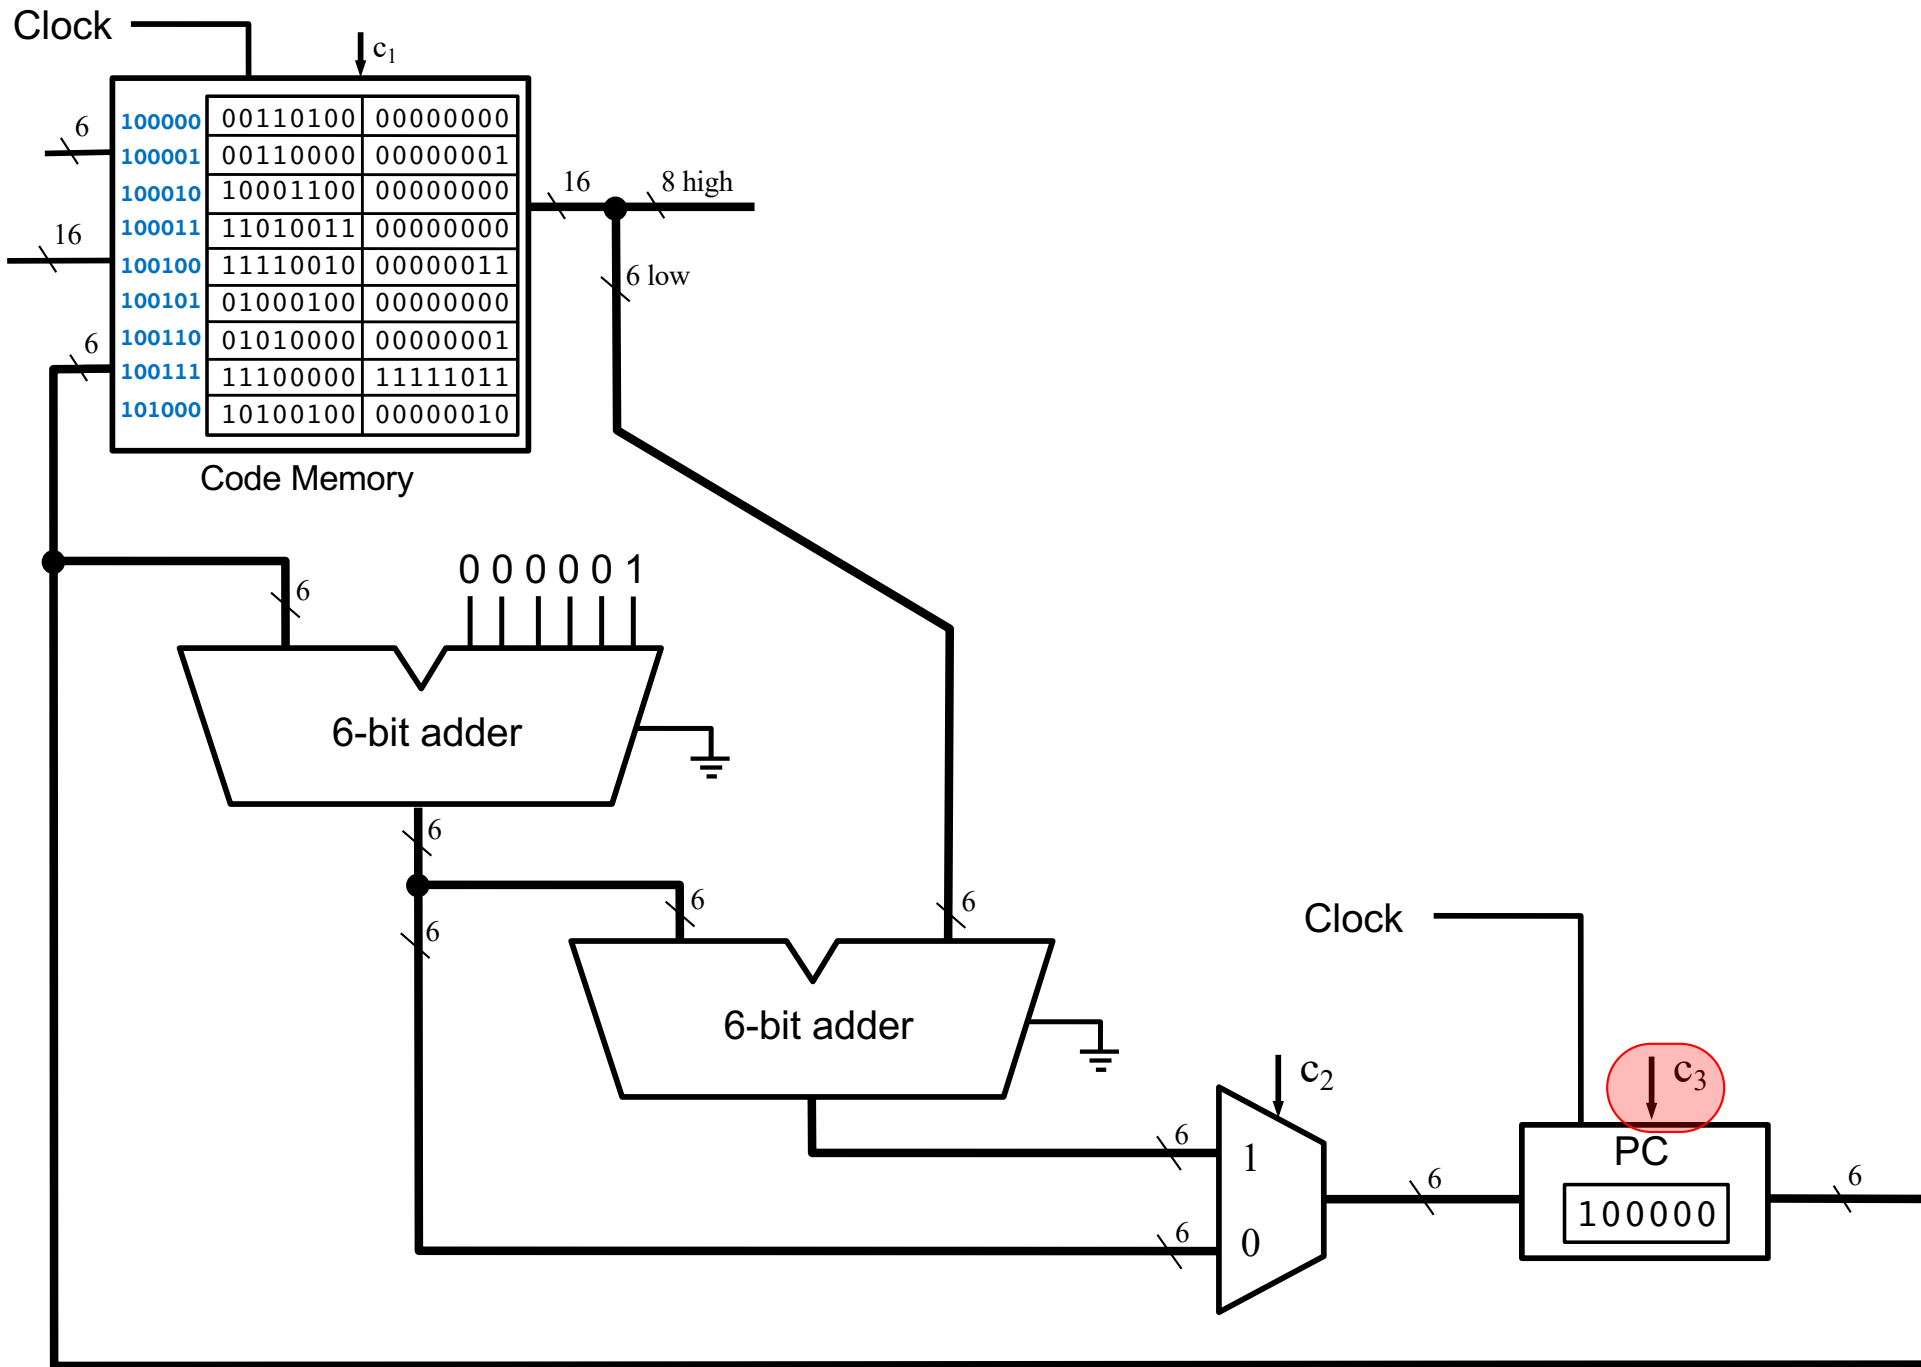 Clock
c1
6
16
6
100000 00110100 00000000
100001 00110000 00000001
100010 10001100 00000000
100011 11010011 00000000
100100 11110010 00000011
100101 01000100 00000000
100110 01010000 00000001
100111 11100000 11111011
101000 10100100 00000010
16
8 high
6 low
Code Memory
6
0 0 0 0 0 1
6-bit adder
6
6
6
6
6-bit adder
Clock
c2
c3
6
1
6
0
6
PC
100000
6